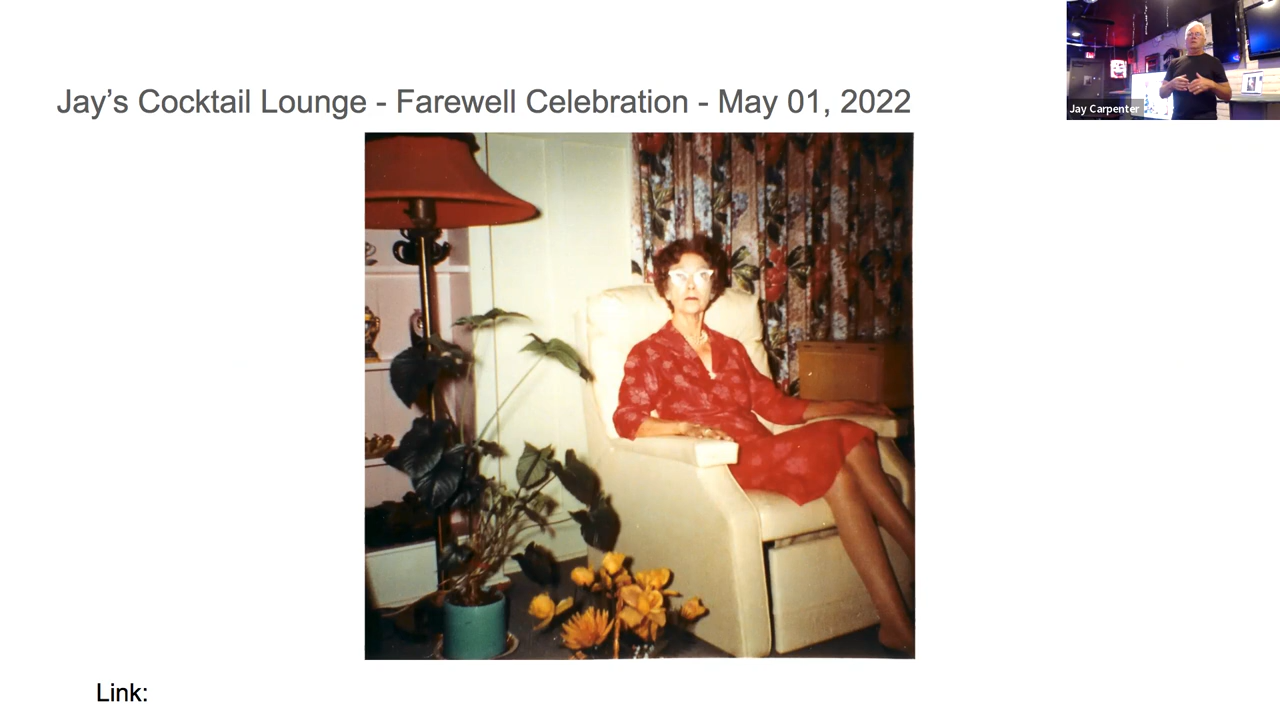 Jay's Cocktail Lounge - Farewell Celebration - May 01, 2022
Jay Carpenter
Link: